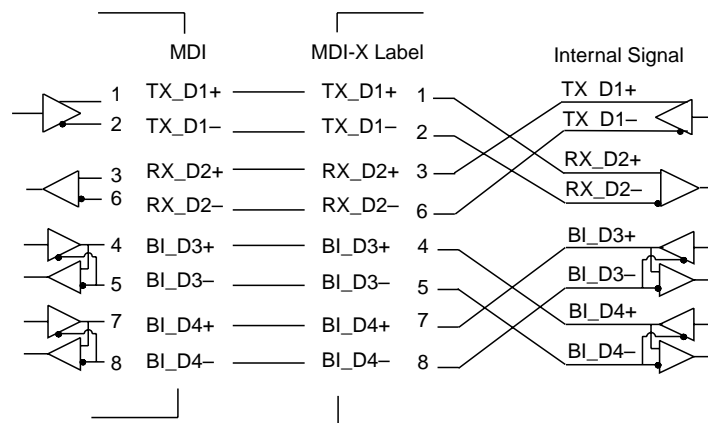 MDI MDI-X Label Internal Signal
1 TX_D1+ TX_D1+ 1 TX D1+
2 TX_D1– TX_D1– 2 TX D1–
3 RX_D2+ RX_D2+ 3 RX_D2+
6 RX_D2– RX_D2– 6 RX_D2–
4 BI_D3+ BI_D3+ 4 BI_D3+
5 BI_D3– BI_D3– 5 BI_D3–
7 BI_D4+ BI_D4+ 7 BI_D4+
8 BI_D4– BI_D4– 8 BI_D4–